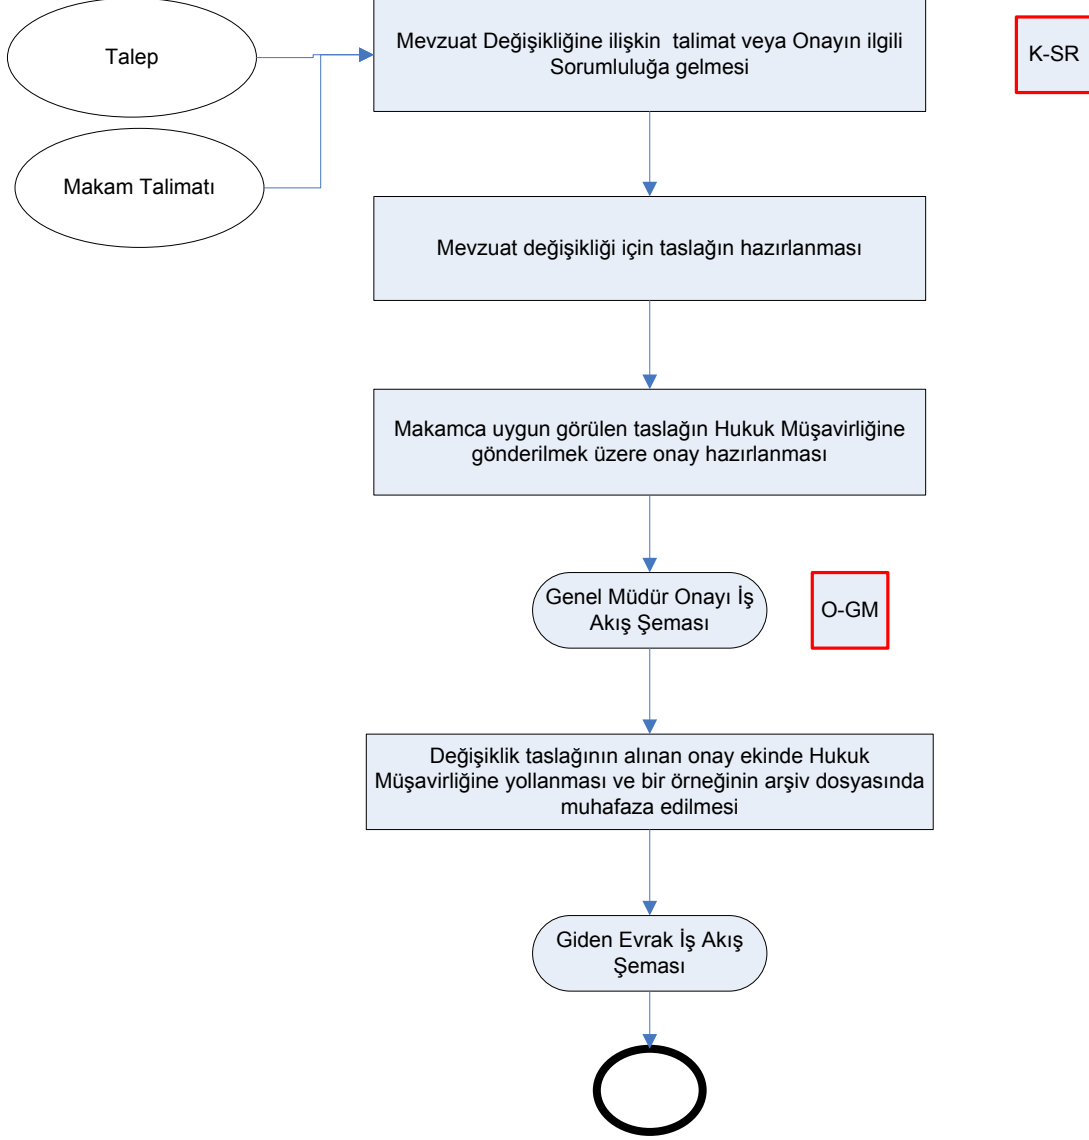 Talep
Mevzuat Değişikliğine ilişkin  talimat veya Onayın ilgili
Sorumluluğa gelmesi
K-SR
Makam Talimatı
Mevzuat değişikliği için taslağın hazırlanması
Makamca uygun görülen taslağın Hukuk Müşavirliğine
gönderilmek üzere onay hazırlanması
Genel Müdür Onayı İş
Akış Şeması
O-GM
Değişiklik taslağının alınan onay ekinde Hukuk
Müşavirliğine yollanması ve bir örneğinin arşiv dosyasında
muhafaza edilmesi
Giden Evrak İş Akış
Şeması